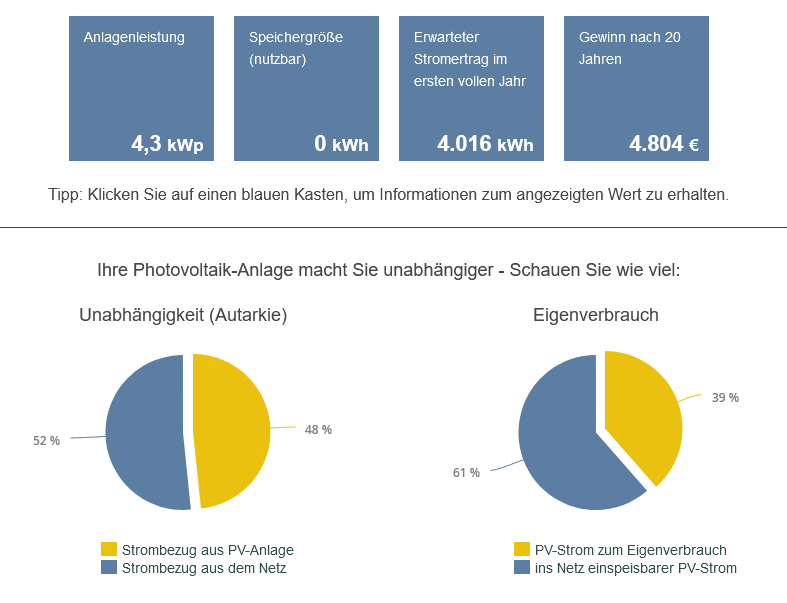 Anlagenleistung
4,3 kWp
Speichergröße
(nutzbar)
0 kWh
Erwarteter
Stromertrag im
ersten vollen Jahr
4.016 kWh
Gewinn nach 20
Jahren
4.804 €
Tipp: Klicken Sie auf einen blauen Kasten, um Informationen zum angezeigten Wert zu erhalten.
Ihre Photovoltaik-Anlage macht Sie unabhängiger - Schauen Sie wie viel:
Unabhängigkeit (Autarkie)
52 %
48 %
Strombezug aus PV-Anlage
Strombezug aus dem Netz
Eigenverbrauch
39 %
61 %
PV-Strom zum Eigenverbrauch
ins Netz einspeisbarer PV-Strom